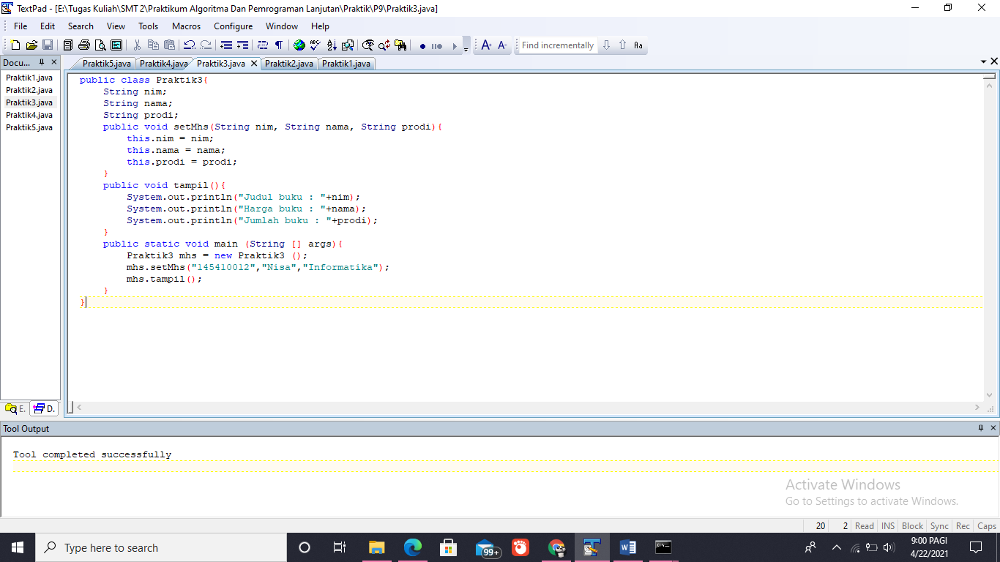 TextPad - [E:\Tugas Kuliah\SMT 2\Praktikum Algoritma Dan Pemrograman Lanjutan\Praktik\P9\Praktik3.java]
File Edit Search View Tools Macros Configure Window Help
Find incrementally
Docu...
Praktik5.java Praktik4.java Praktik3.java Praktik2.java Praktik1.java
Praktik1.java
Praktik2.java
Praktik3.java
Praktik4.java
Praktik5.java
public class Praktik3{
String nim;
String nama;
String prodi;
public void setMhs(String nim, String nama, String prodi){
this.nim = nim;
this.nama = nama;
this.prodi = prodi;
}
public void tampil(){
System.out.println("Judul buku : "+nim);
System.out.println("Harga buku : "+nama);
System.out.println("Jumlah buku : "+prodi);
}
public static void main (String [] args){
Praktik3 mhs = new Praktik3 ();
mhs.setMhs("145410012","Nisa","Informatika");
mhs.tampil();
}
}
E. D.
Tool Output
Tool completed successfully
Activate Windows
Go to Settings to activate Windows.
20 2 Read INS Block Sync Rec Caps
Type here to search
99+
9:00 PAGI
4/22/2021